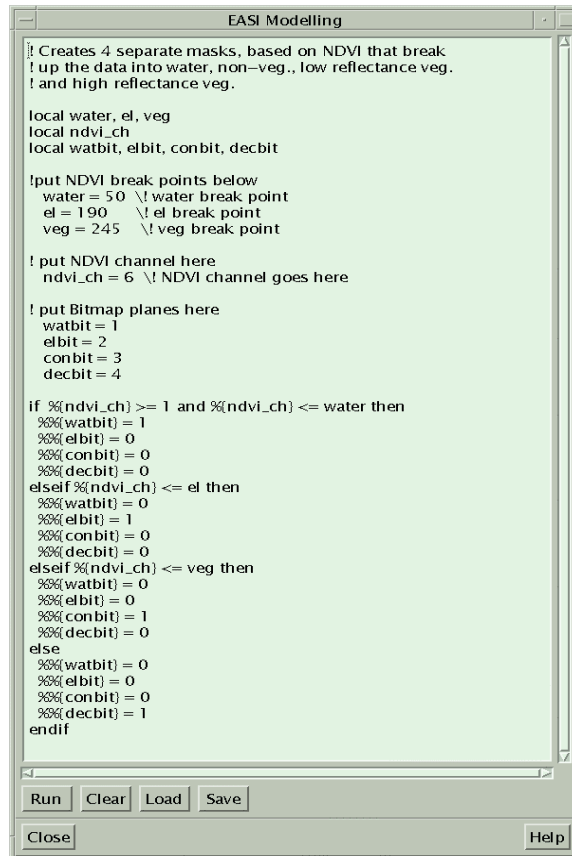 EASI Modelling
! Creates 4 separate masks, based on NDVI that break
! up the data into water, non-veg., low reflectance veg.
! and high reflectance veg.
local water, el, veg
local ndvi_ch
local watbit, elbit, conbit, decbit
!put NDVI break points below
water = 50 \! water break point
el = 190 \! el break point
veg = 245 \! veg break point
! put NDVI channel here
ndvi_ch = 6 \! NDVI channel goes here
! put Bitmap planes here
watbit = 1
elbit = 2
conbit = 3
decbit = 4
if %{ndvi_ch} >= 1 and %{ndvi_ch} <= water then
%%{watbit} = 1
%%{elbit} = 0
%%{conbit} = 0
%%{decbit} = 0
elseif %{ndvi_ch} <= el then
%%{watbit} = 0
%%{elbit} = 1
%%{conbit} = 0
%%{decbit} = 0
elseif %{ndvi_ch} <= veg then
%%{watbit} = 0
%%{elbit} = 0
%%{conbit} = 1
%%{decbit} = 0
else
%%{watbit} = 0
%%{elbit} = 0
%%{conbit} = 0
%%{decbit} = 1
endif
Run Clear Load Save
Close Help